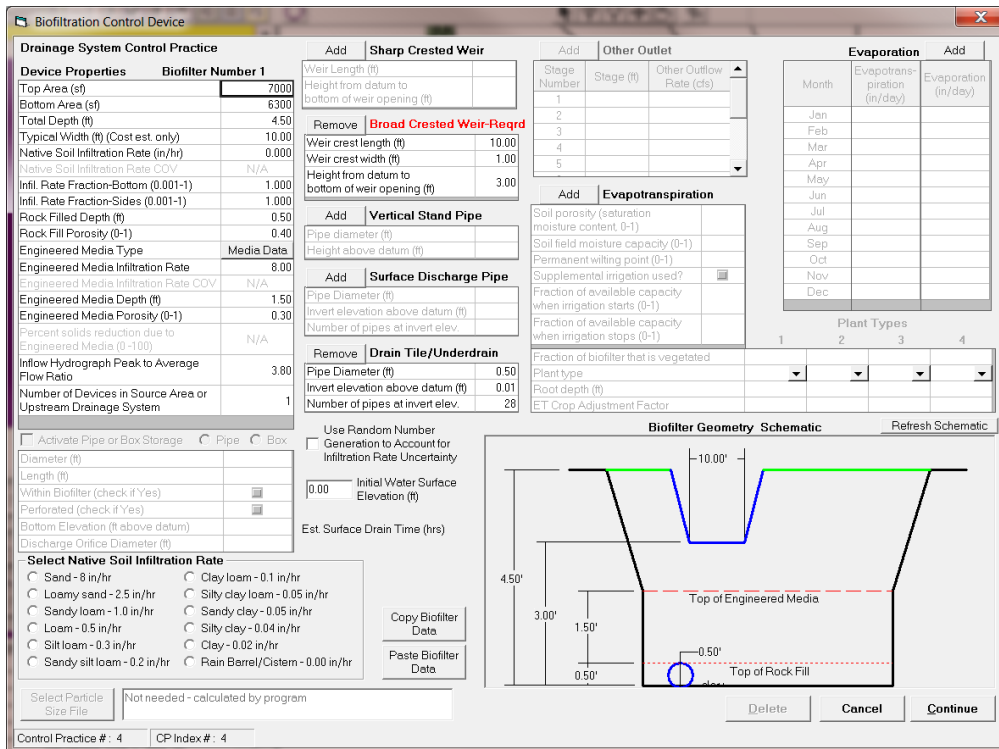 Biofiltration Control Device
X
Drainage System Control Practice
Device Properties Biofilter Number 1
Top Area (sf) 7000
Bottom Area (sf) 6300
Total Depth (ft) 4.50
Typical Width (ft) (Cost est. only) 10.00
Native Soil Infiltration Rate (in/hr) 0.000
Native Soil Infiltration Rate COV N/A
Infil. Rate Fraction-Bottom (0.001-1) 1.000
Infil. Rate Fraction-Sides (0.001-1) 1.000
Rock Filled Depth (ft) 0.50
Rock Fill Porosity (0-1) 0.40
Engineered Media Type Media Data
Engineered Media Infiltration Rate 8.00
Engineered Media Infiltration Rate COV N/A
Engineered Media Depth (ft) 1.50
Engineered Media Porosity (0-1) 0.30
Percent solids reduction due to
Engineered Media (0-100) N/A
Inflow Hydrograph Peak to Average
Flow Ratio 3.80
Number of Devices in Source Area or
Upstream Drainage System 1
Activate Pipe or Box Storage Pipe Box
Diameter (ft)
Length (ft)
Within Biofilter (check if Yes)
Perforated (check if Yes)
Bottom Elevation (ft above datum)
Discharge Orifice Diameter (ft)
Select Native Soil Infiltration Rate
Sand - 8 in/hr
Loamy sand - 2.5 in/hr
Sandy loam - 1.0 in/hr
Loam - 0.5 in/hr
Silt loam - 0.3 in/hr
Sandy silt loam - 0.2 in/hr
Clay loam - 0.1 in/hr
Silty clay loam - 0.05 in/hr
Sandy clay - 0.05 in/hr
Silty clay - 0.04 in/hr
Clay - 0.02 in/hr
Rain Barrel/Cistern - 0.00 in/hr
Select Particle
Size File
Not needed - calculated by program
Control Practice #: 4
CP Index #: 4
Add Sharp Crested Weir
Weir Length (ft)
Height from datum to
bottom of weir opening (ft)
Remove Broad Crested Weir-Reqrd
Weir crest length (ft) 10.00
Weir crest width (ft) 1.00
Height from datum to
bottom of weir opening (ft) 3.00
Add Vertical Stand Pipe
Pipe diameter (ft)
Height above datum (ft)
Add Surface Discharge Pipe
Pipe Diameter (ft)
Invert elevation above datum (ft)
Number of pipes at invert elev.
Remove Drain Tile/Underdrain
Pipe Diameter (ft) 0.50
Invert elevation above datum (ft) 0.01
Number of pipes at invert elev. 28
Use Random Number
Generation to Account for
Infiltration Rate Uncertainty
0.00 Initial Water Surface
Elevation (ft)
Est. Surface Drain Time (hrs)
Copy Biofilter
Data
Paste Biofilter
Data
Add Other Outlet
Stage
Number
Stage (ft)
Other Outflow
Rate (cfs)
1
2
3
4
5
Add Evapotranspiration
Soil porosity (saturation
moisture content, 0-1)
Soil field moisture capacity (0-1)
Permanent wilting point (0-1)
Supplemental irrigation used?
Fraction of available capacity
when irrigation starts (0-1)
Fraction of available capacity
when irrigation stops (0-1)
Fraction of biofilter that is vegetated
Plant type
Root depth (ft)
ET Crop Adjustment Factor
Evaporation Add
Month
Evapotrans-
piration
(in/day)
Evaporation
(in/day)
Jan
Feb
Mar
Apr
May
Jun
Jul
Aug
Sep
Oct
Nov
Dec
Plant Types
1 2 3 4
Biofilter Geometry Schematic
Refresh Schematic
10.00'
4.50'
3.00'
1.50'
0.50'
Top of Engineered Media
0.50'
Top of Rock Fill
Delete Cancel Continue